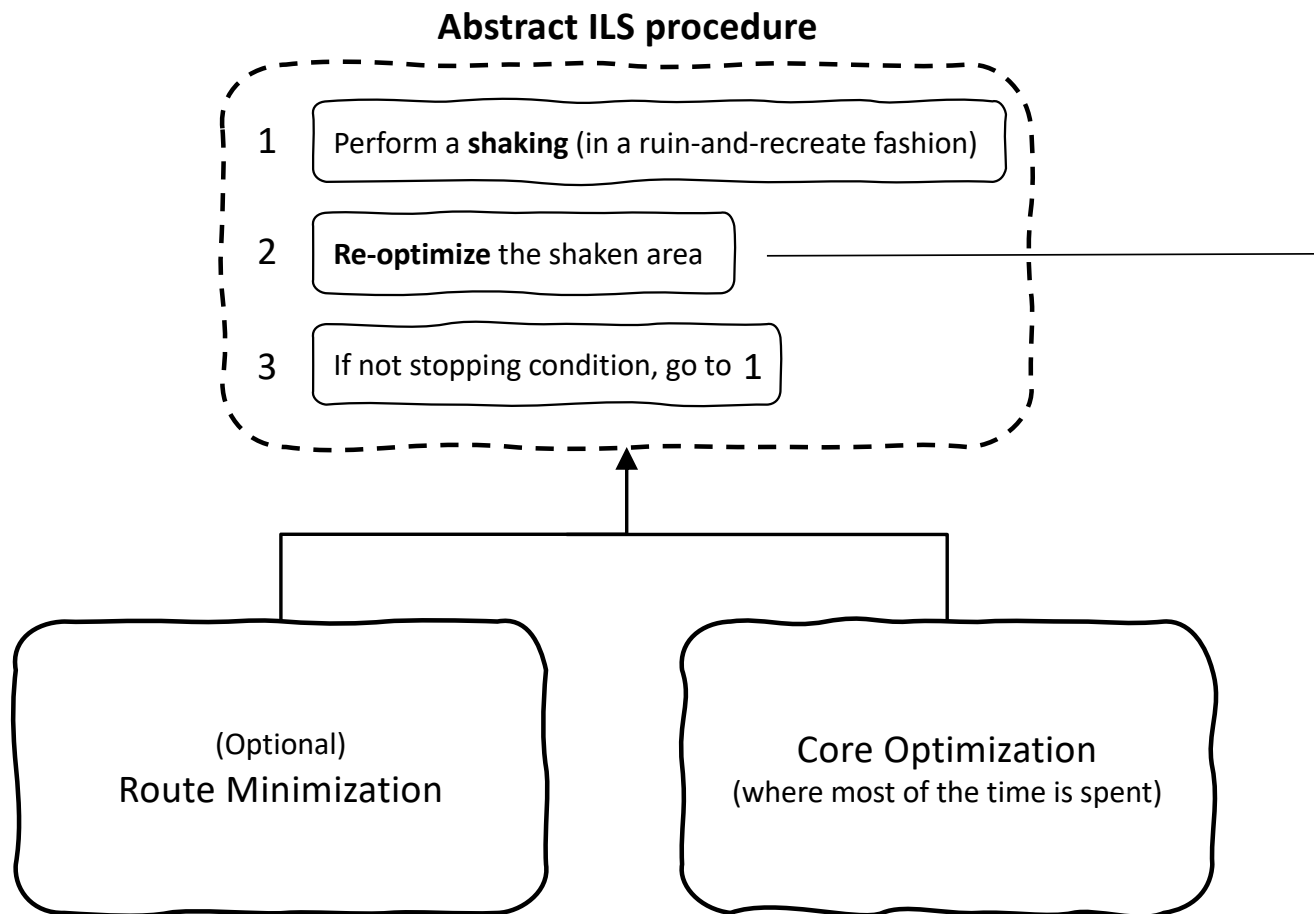 Abstract ILS procedure
1 Perform a shaking (in a ruin-and-recreate fashion)
2 Re-optimize the shaken area
3 If not stopping condition, go to 1
(Optional)
Route Minimization
Core Optimization
(where most of the time is spent)